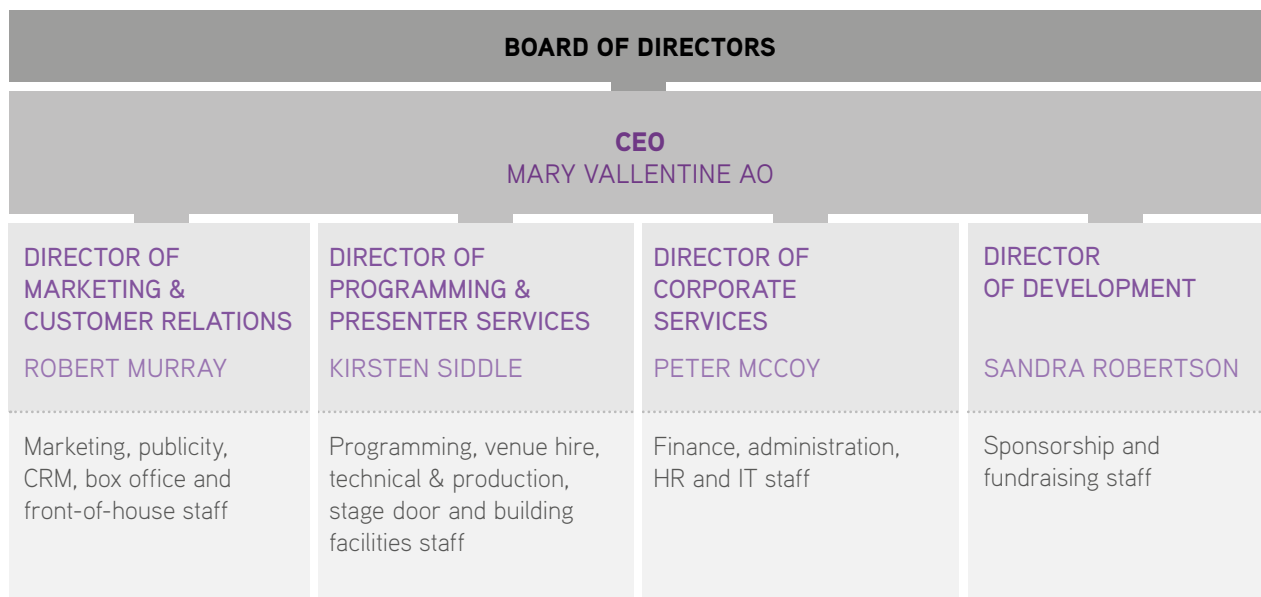 BOARD OF DIRECTORS
CEO
MARY VALLENTINE AO
DIRECTOR OF
MARKETING &
CUSTOMER RELATIONS
ROBERT MURRAY
Marketing, publicity,
CRM, box office and
front-of-house staff
DIRECTOR OF
PROGRAMMING &
PRESENTER SERVICES
KIRSTEN SIDDLE
Programming, venue hire,
technical & production,
stage door and building
facilities staff
DIRECTOR OF
CORPORATE
SERVICES
PETER MCCOY
Finance, administration,
HR and IT staff
DIRECTOR
OF DEVELOPMENT
SANDRA ROBERTSON
Sponsorship and
fundraising staff